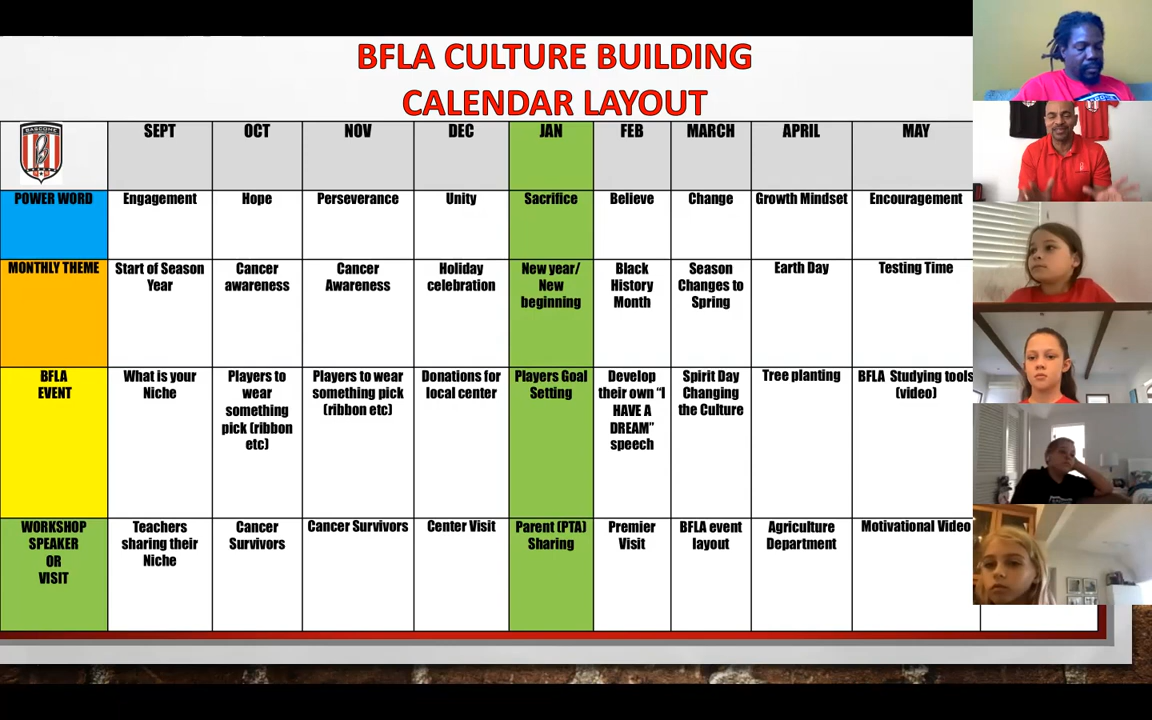 BFLA CULTURE BUILDING
CALENDAR LAYOUT
BASCOME
SEPT OCT NOV DEC JAN FEB MARCH APRIL MAY
POWER WORD Engagement Hope Perseverance Unity Sacrifice Believe Change Growth Mindset Encouragement
MONTHLY THEME Start of Season Cancer Cancer Holiday New year/ Black Season Earth Day Testing Time
Year awareness Awareness celebration New History Changes to
beginning Month Spring
BFLA What is your Players to Players to wear Donations for Players Goal Develop Spirit Day Tree planting BFLA Studying tools
EVENT Niche wear something pick local center Setting their own “I Changing (video)
something (ribbon etc) HAVE A the Culture
pick (ribbon DREAM”
etc) speech
WORKSHOP Teachers Cancer Cancer Survivors Center Visit Parent (PTA) Premier BFLA event Agriculture Motivational Video
SPEAKER sharing their Survivors Sharing Visit layout Department
OR Niche
VISIT